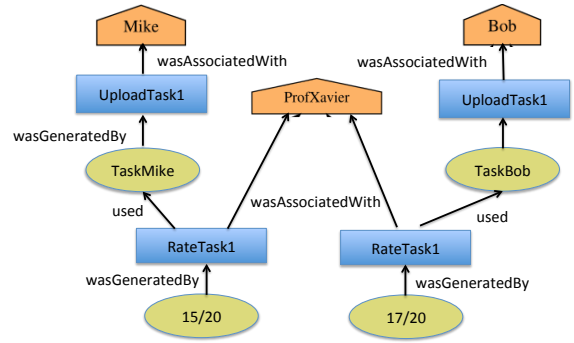 Mike
Bob
wasAssociatedWith
wasAssociatedWith
UploadTask1
ProfXavier
UploadTask1
wasGeneratedBy
wasGeneratedBy
TaskMike
TaskBob
used
wasAssociatedWith
used
RateTask1
RateTask1
wasGeneratedBy
wasGeneratedBy
15/20
17/20